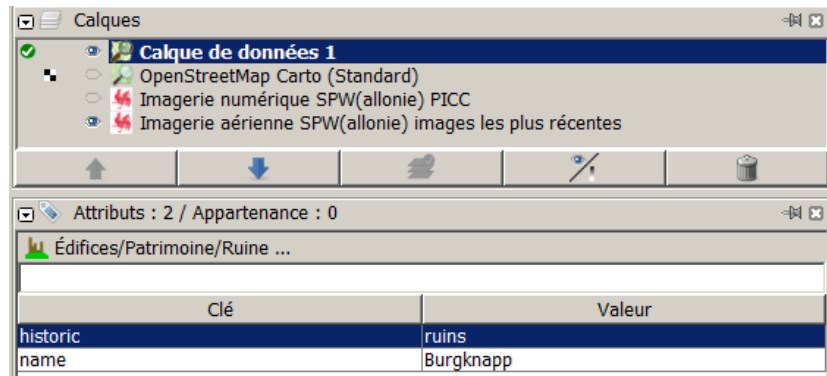 Calques
Calque de données 1
OpenStreetMap Carto (Standard)
Imagerie numérique SPW(allonie) PICC
Imagerie aérienne SPW(allonie) images les plus récentes
Attributs : 2 / Appartenance : 0
Édifices/Patrimoine/Ruine ...
Clé Valeur
historic ruins
name Burgknapp